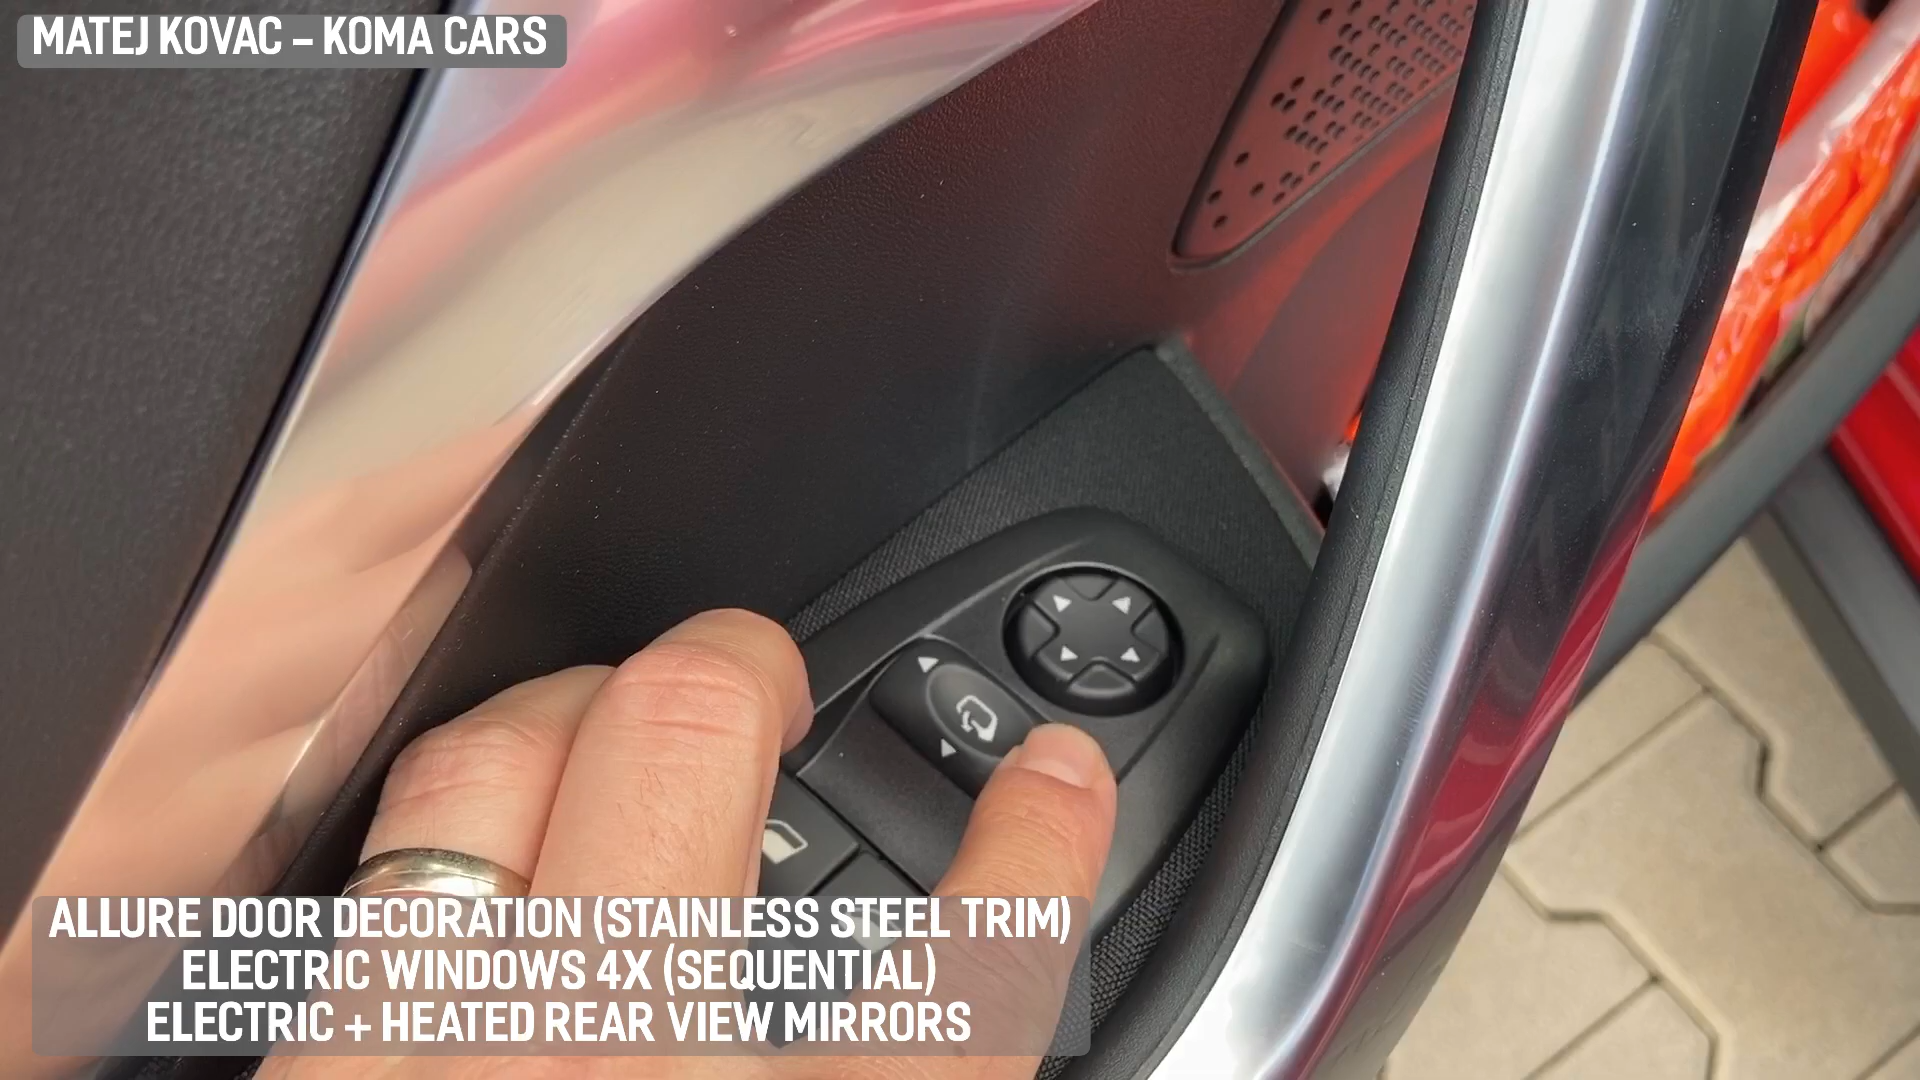 MATEJ KOVAC – KOMA CARS
ALLURE DOOR DECORATION (STAINLESS STEEL TRIM)
ELECTRIC WINDOWS 4X (SEQUENTIAL)
ELECTRIC + HEATED REAR VIEW MIRRORS